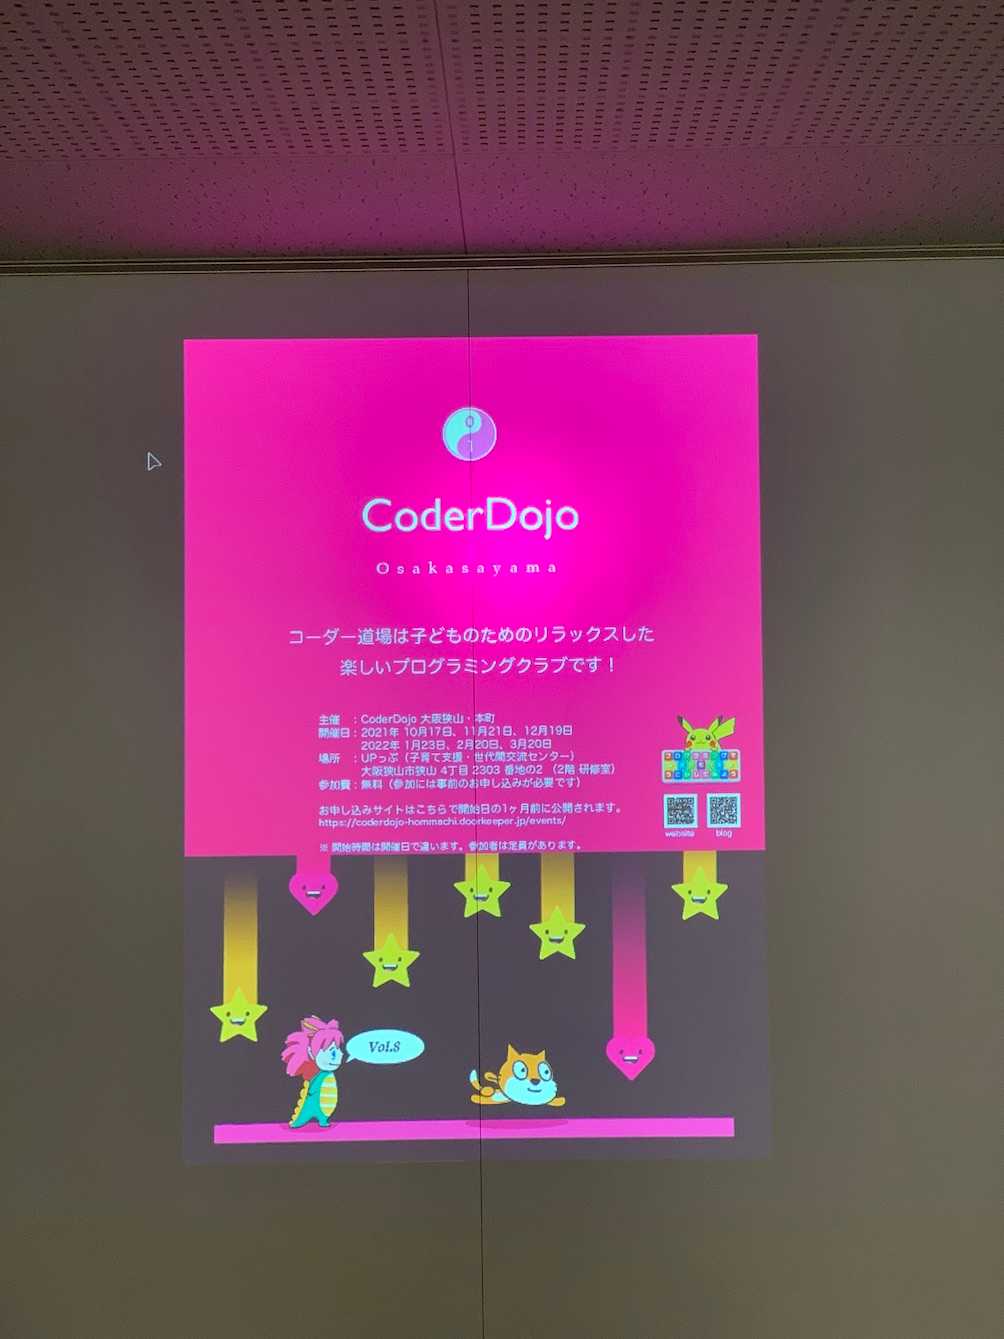 0
1
CoderDojo
Osakasayama
コーダー道場は子どものためのリラックスした
楽しいプログラミングクラブです！
主催　：CoderDojo 大阪狭山・本町
開催日：2021年 10月17日、11月21日、12月19日
2022年 1月23日、2月20日、3月20日
場所　：UPっぷ（子育て支援・世代間交流センター）
大阪狭山市狭山 4丁目 2303 番地の2 （2階 研修室）
参加費：無料（参加には事前のお申し込みが必要です）
お申し込みサイトはこちらで開始日の1ヶ月前に公開されます。
https://coderdojo-hommachi.doorkeeper.jp/events/
※ 開始時間は開催日で違います。参加者は定員があります。
website
blog
Vol.8